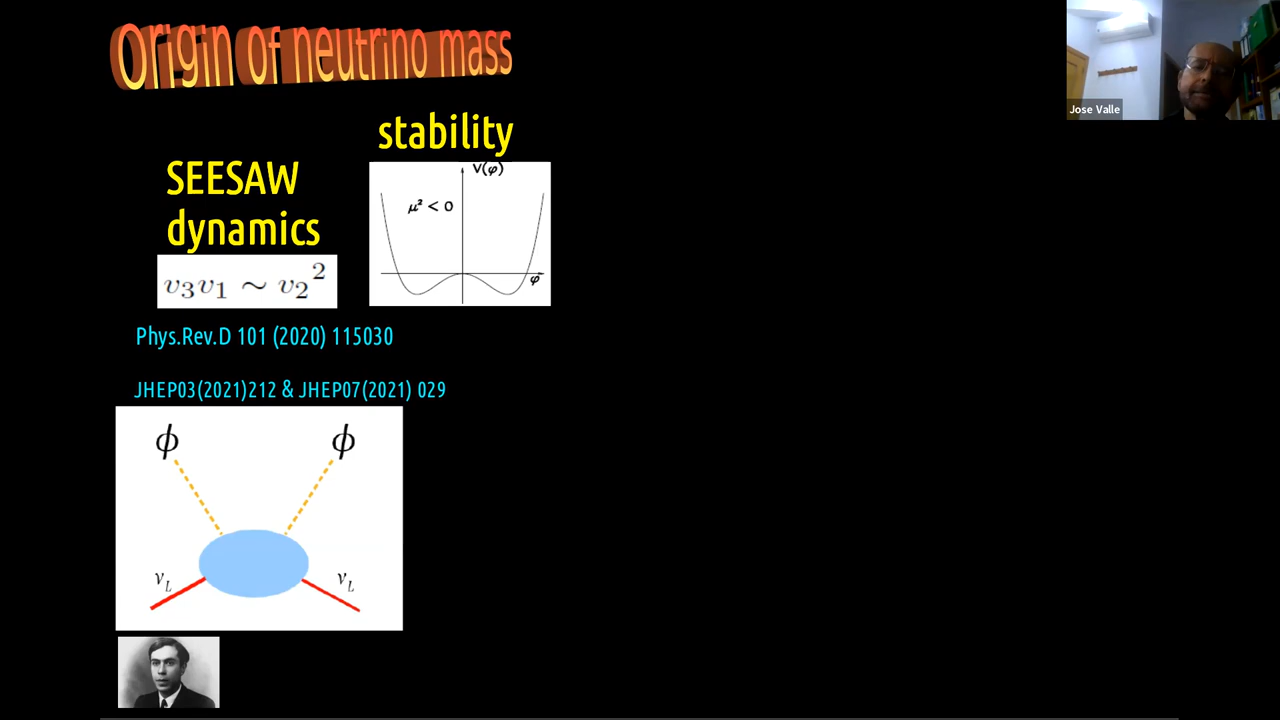 Origin of neutrino mass
Jose Valle
stability
SEESAW
dynamics
V(φ)
μ² < 0
φ
v₃v₁ ∼ v₂²
Phys.Rev.D 101 (2020) 115030
JHEP03(2021)212 & JHEP07(2021) 029
ϕ ϕ
ν_L ν_L